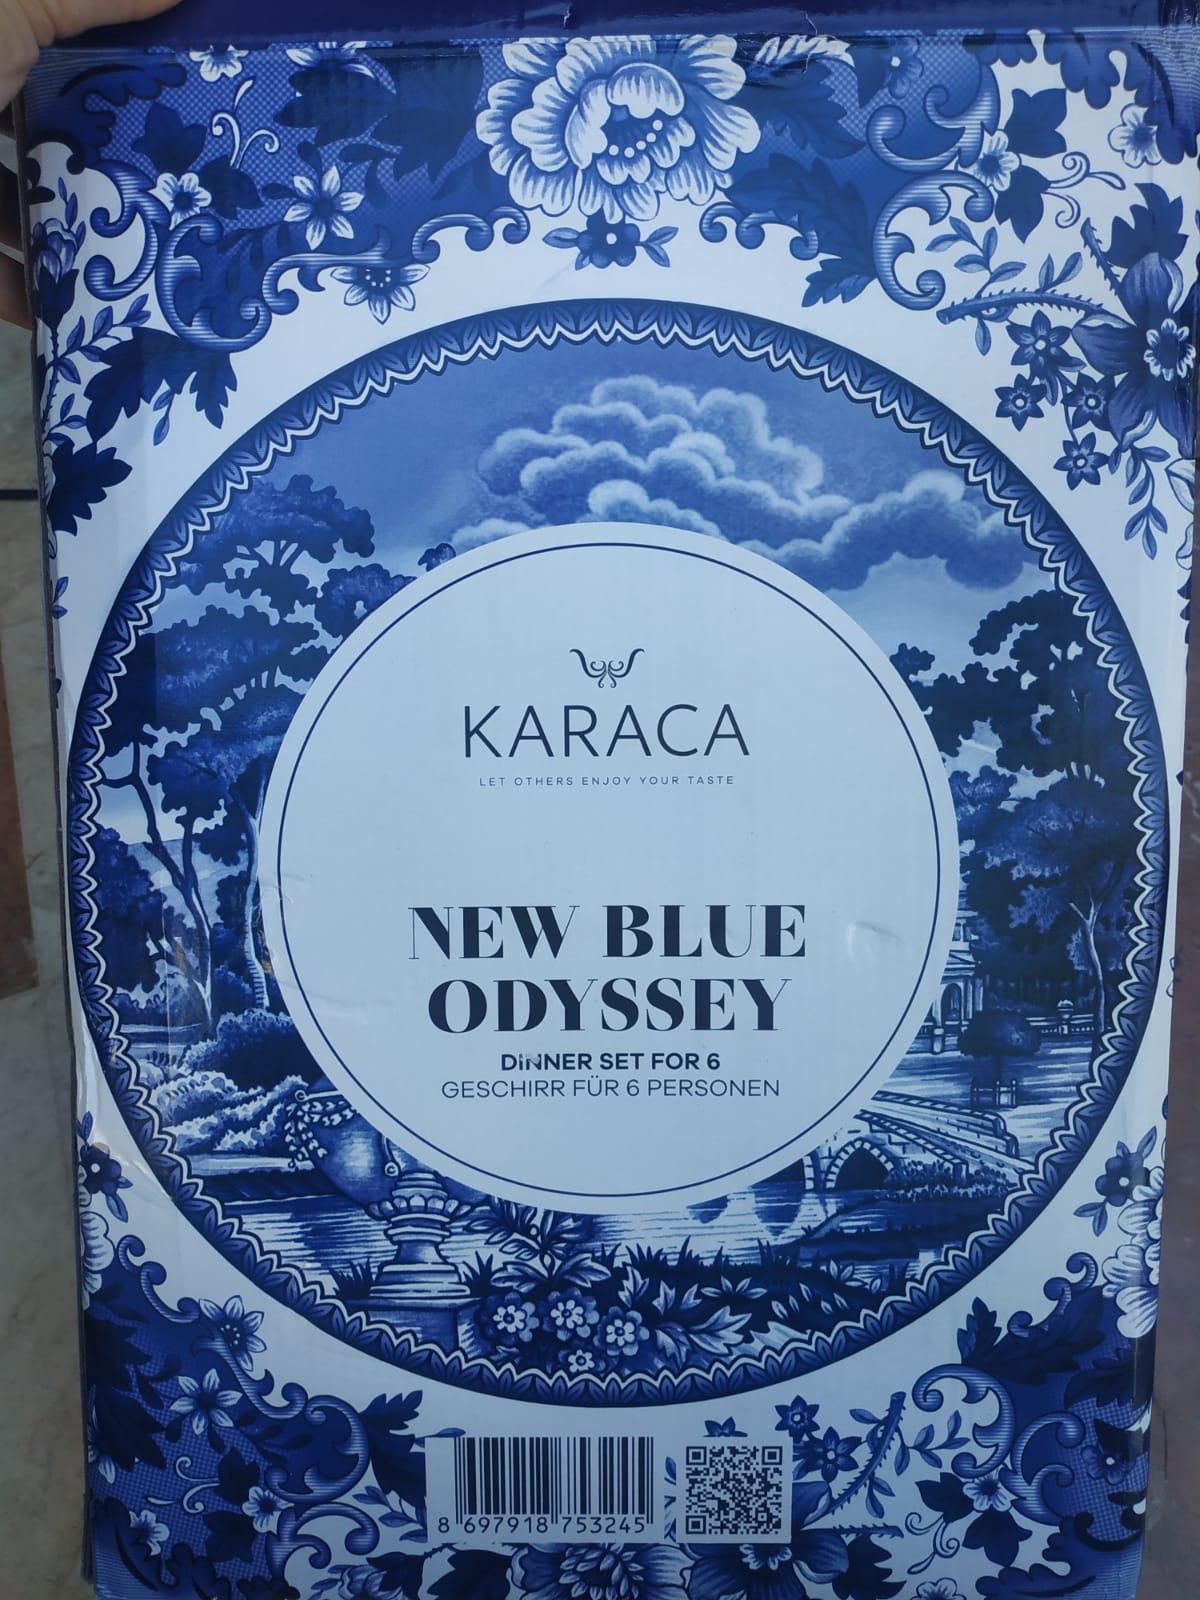 KARACA
LET OTHERS ENJOY YOUR TASTE
NEW BLUE
ODYSSEY
DINNER SET FOR 6
GESCHIRR FÜR 6 PERSONEN
8 697918 753245